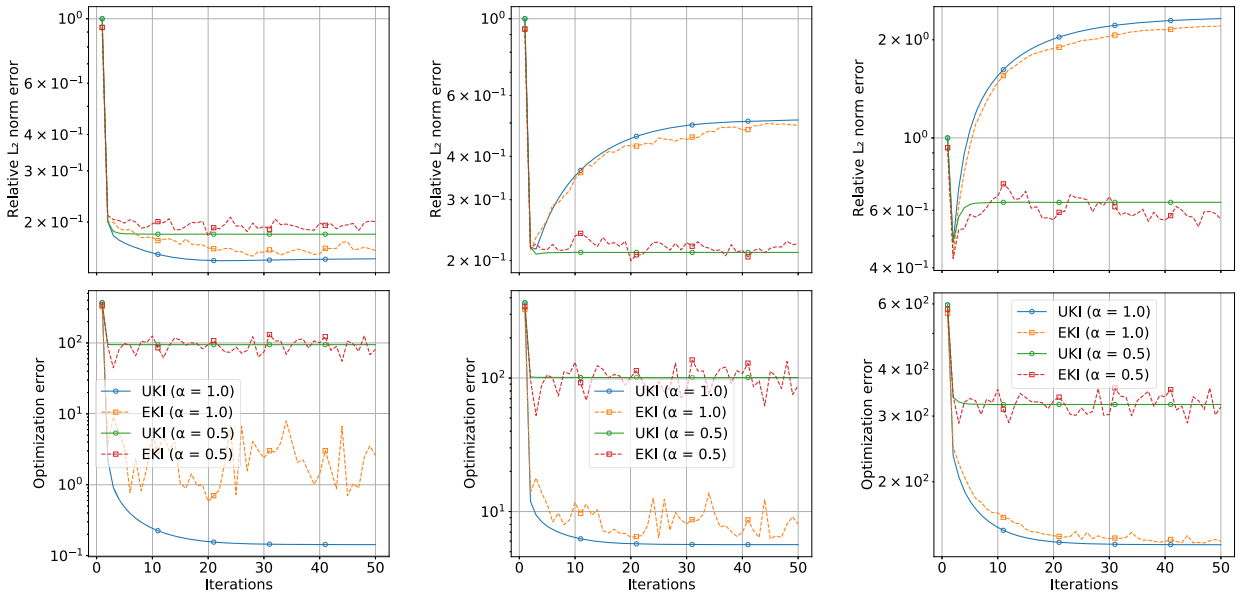 10⁰
6 × 10⁻¹
4 × 10⁻¹
3 × 10⁻¹
2 × 10⁻¹
Relative L₂ norm error
10⁰
6 × 10⁻¹
4 × 10⁻¹
3 × 10⁻¹
2 × 10⁻¹
Relative L₂ norm error
2 × 10⁰
10⁰
6 × 10⁻¹
4 × 10⁻¹
Relative L₂ norm error
10²
10¹
10⁰
10⁻¹
Optimization error
UKI (α = 1.0)
EKI (α = 1.0)
UKI (α = 0.5)
EKI (α = 0.5)
0 10 20 30 40 50
Iterations
10²
10¹
Optimization error
UKI (α = 1.0)
EKI (α = 1.0)
UKI (α = 0.5)
EKI (α = 0.5)
0 10 20 30 40 50
Iterations
6 × 10²
4 × 10²
3 × 10²
2 × 10²
Optimization error
UKI (α = 1.0)
EKI (α = 1.0)
UKI (α = 0.5)
EKI (α = 0.5)
0 10 20 30 40 50
Iterations